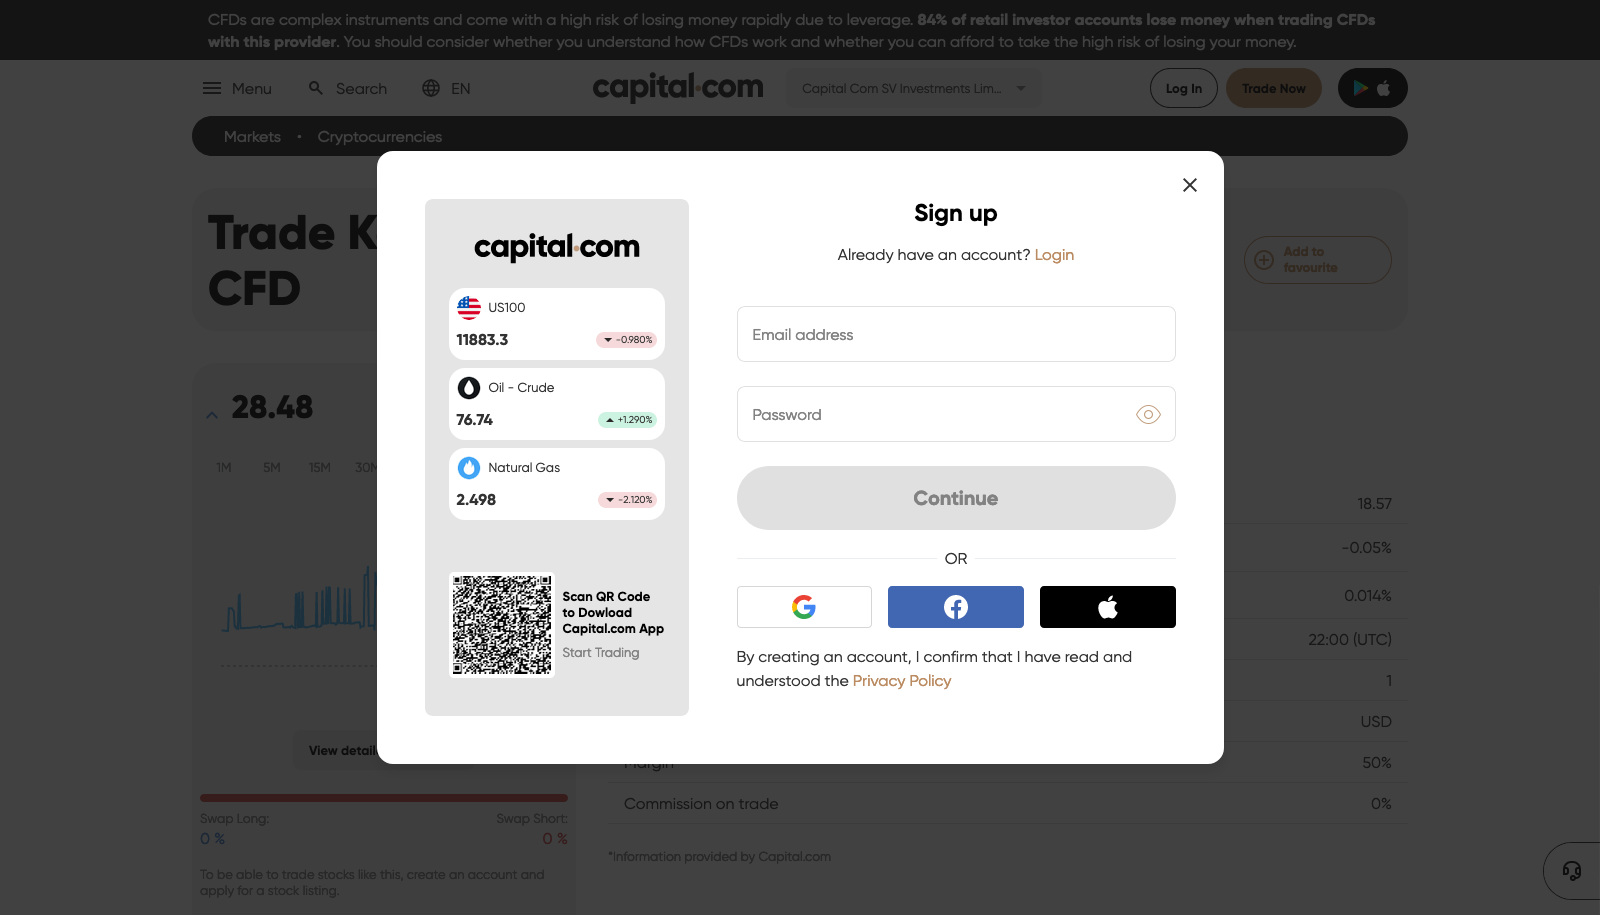 CFDs are complex instruments and come with a high risk of losing money rapidly due to leverage. 84% of retail investor accounts lose money when trading CFDs
with this provider. You should consider whether you understand how CFDs work and whether you can afford to take the high risk of losing your money.
Menu Search EN capital.com Capital Com SV Investments Lim... Log In Trade Now
Markets • Cryptocurrencies
Trade K
CFD
Add to
favourite
28.48
1M 5M 15M 30M
View detail
Swap Long: Swap Short:
0 % 0 %
To be able to trade stocks like this, create an account and
apply for a stock listing.
capital.com
US100
11883.3 -0.980%
Oil - Crude
76.74 +1.290%
Natural Gas
2.498 -2.120%
Scan QR Code
to Dowload
Capital.com App
Start Trading
Sign up
Already have an account? Login
Email address
Password
Continue
OR
By creating an account, I confirm that I have read and
understood the Privacy Policy
18.57
-0.05%
0.014%
22:00 (UTC)
1
USD
Margin 50%
Commission on trade 0%
*Information provided by Capital.com